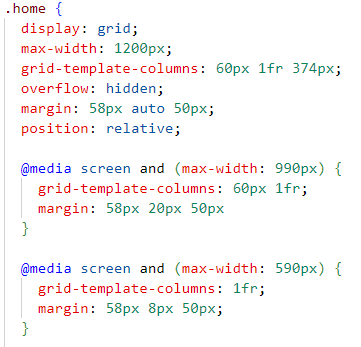 .home {
display: grid;
max-width: 1200px;
grid-template-columns: 60px 1fr 374px;
overflow: hidden;
margin: 58px auto 50px;
position: relative;
@media screen and (max-width: 990px) {
grid-template-columns: 60px 1fr;
margin: 58px 20px 50px
}
@media screen and (max-width: 590px) {
grid-template-columns: 1fr;
margin: 58px 8px 50px;
}